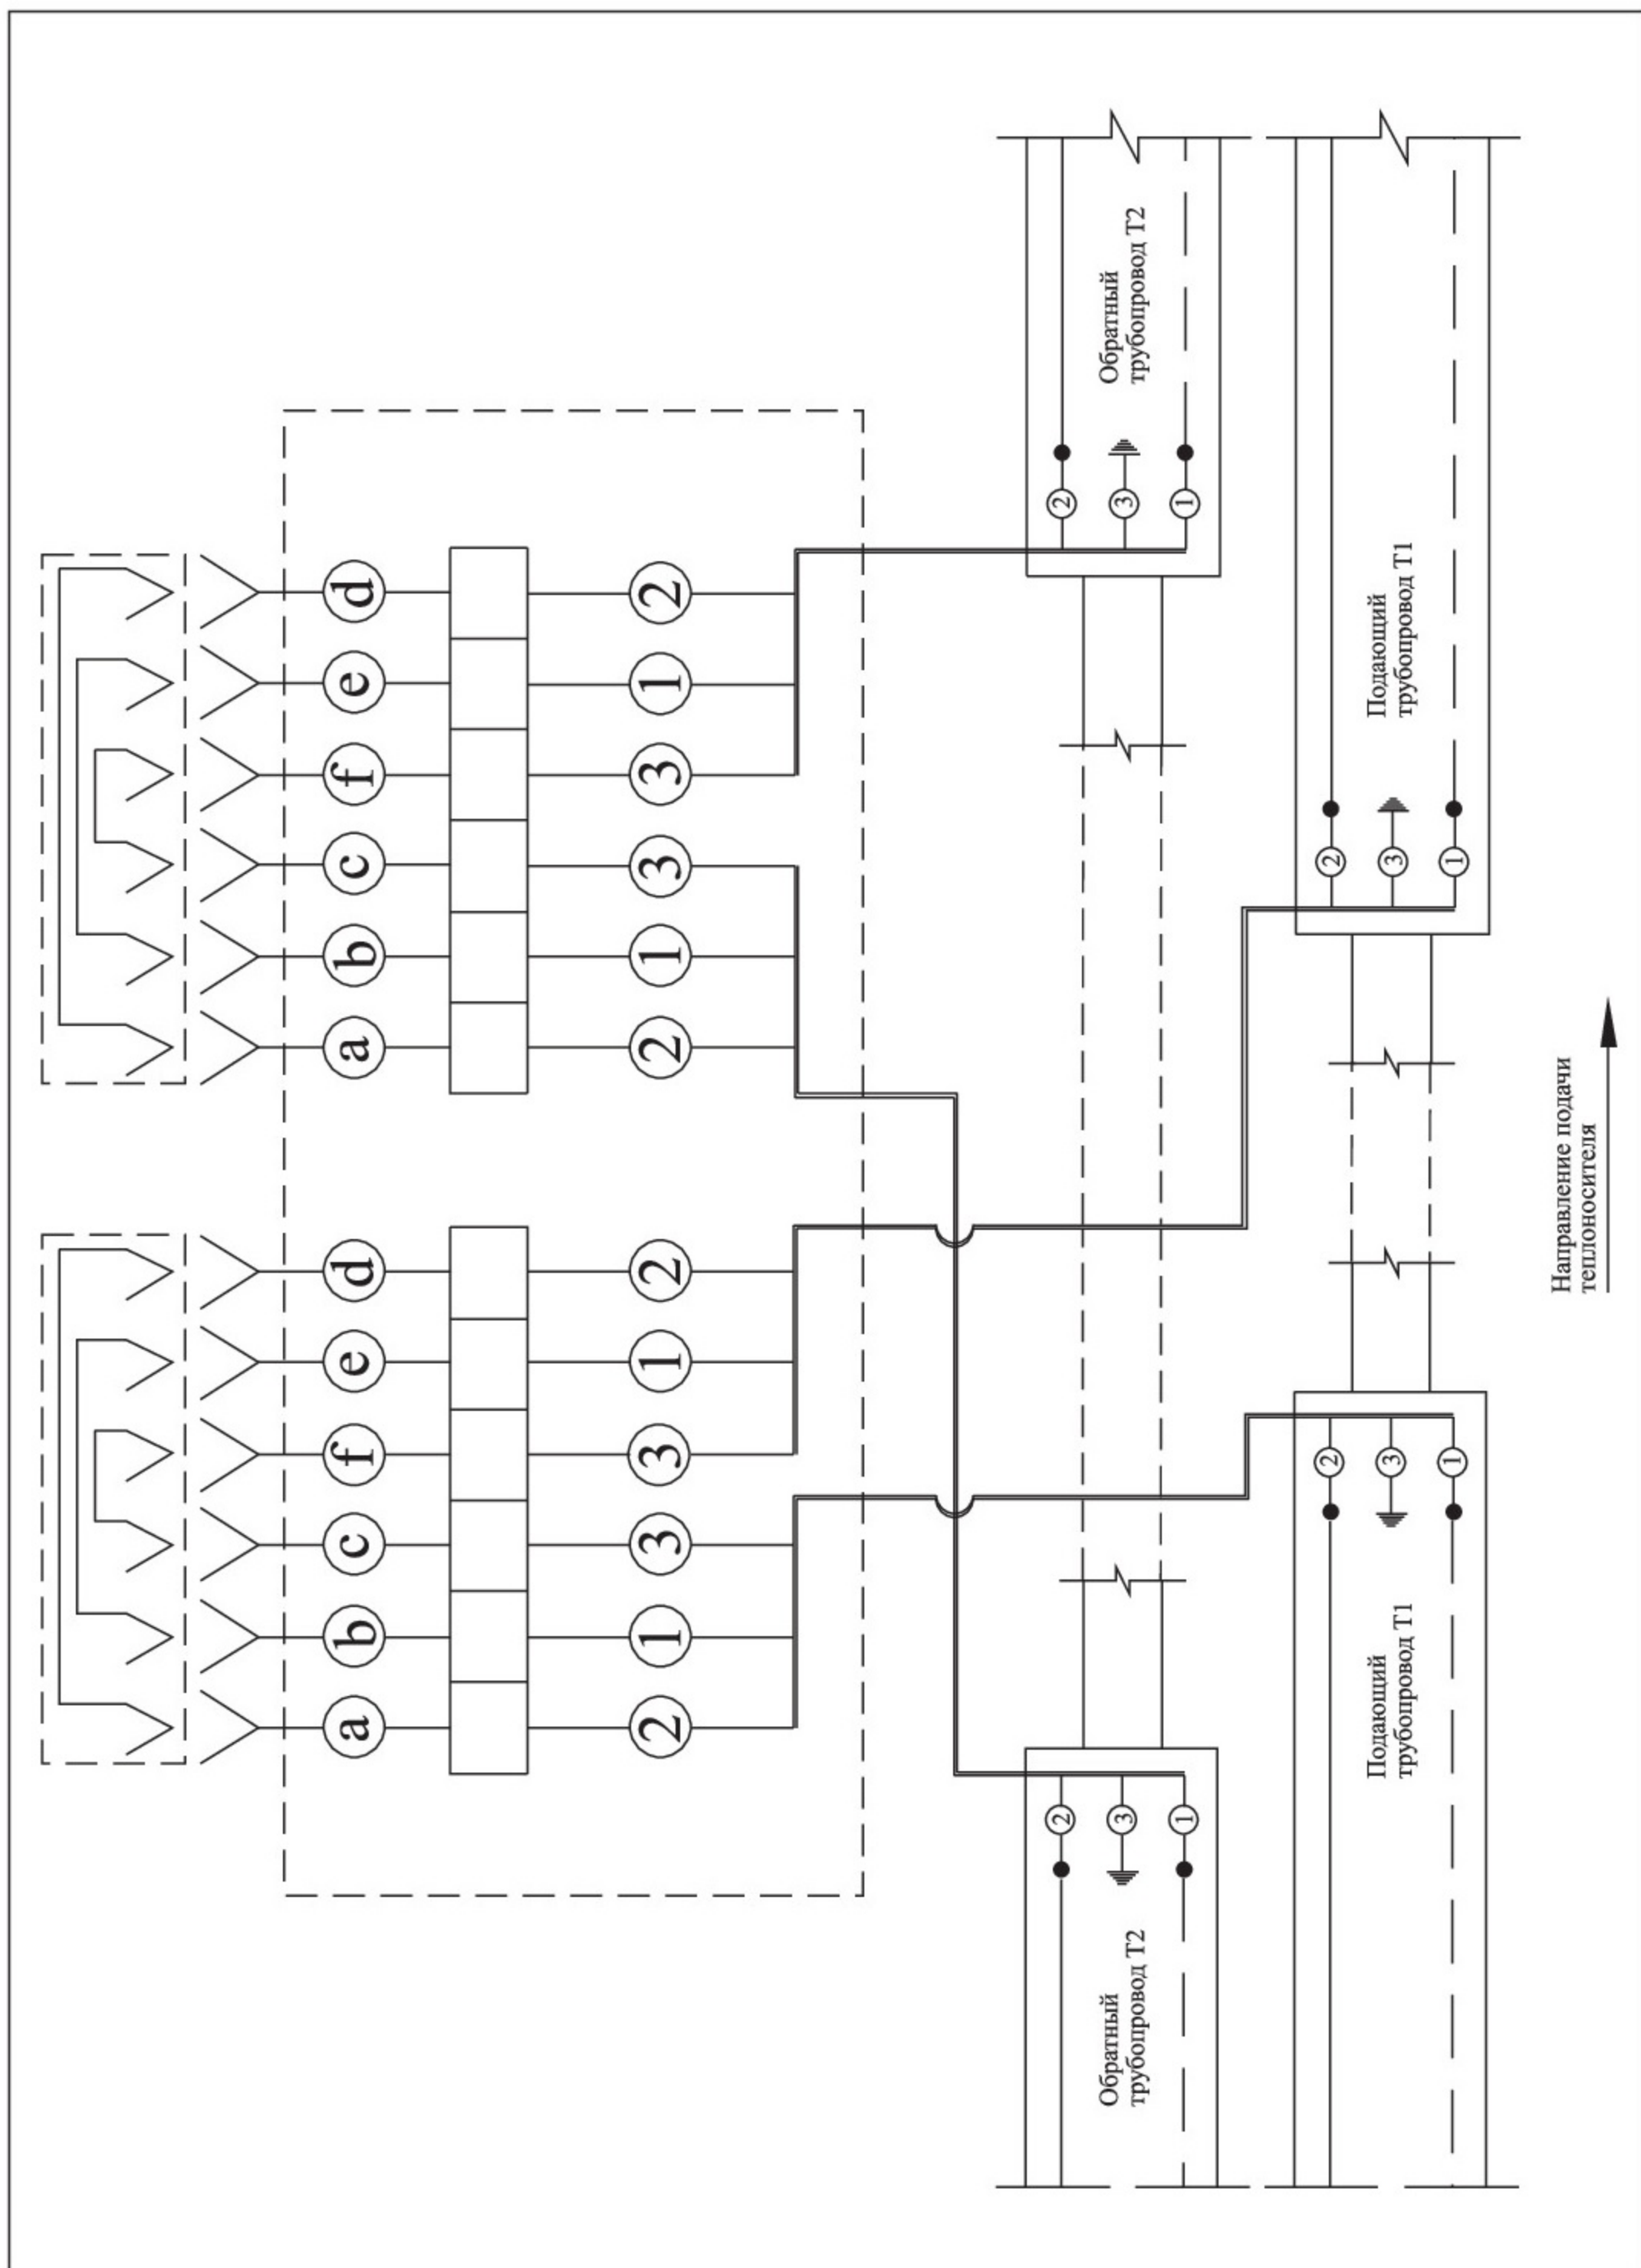 a b c f e d a b c f e d
2 1 3 3 1 2 2 1 3 3 1 2
2
Обратный
трубопровод Т2
3
1
2
3
1
Обратный
трубопровод Т2
Подающий
трубопровод Т1
2
3
1
2
3
1
Подающий
трубопровод Т1
Направление подачи
теплоносителя